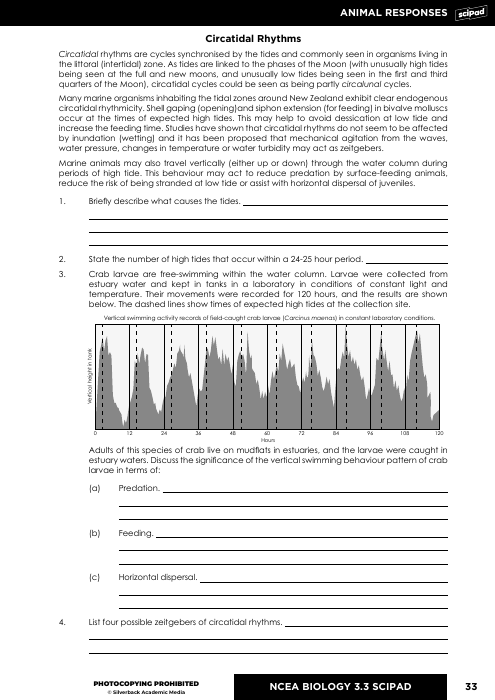 ANIMAL RESPONSES
scipad
Circatidal Rhythms
Circatidal rhythms are cycles synchronised by the tides and commonly seen in organisms living in
the littoral (intertidal) zone. As tides are linked to the phases of the Moon (with unusually high tides
being seen at the full and new moons, and unusually low tides being seen in the first and third
quarters of the Moon), circatidal cycles could be seen as being partly circalunal cycles.
Many marine organisms inhabiting the tidal zones around New Zealand exhibit clear endogenous
circatidal rhythmicity. Shell gaping (opening)and siphon extension (for feeding) in bivalve molluscs
occur at the times of expected high tides. This may help to avoid dessication at low tide and
increase the feeding time. Studies have shown that circatidal rhythms do not seem to be affected
by inundation (wetting) and it has been proposed that mechanical agitation from the waves,
water pressure, changes in temperature or water turbidity may act as zeitgebers.
Marine animals may also travel vertically (either up or down) through the water column during
periods of high tide. This behaviour may act to reduce predation by surface-feeding animals,
reduce the risk of being stranded at low tide or assist with horizontal dispersal of juveniles.
1. Briefly describe what causes the tides.
2. State the number of high tides that occur within a 24-25 hour period.
3. Crab larvae are free-swimming within the water column. Larvae were collected from
estuary water and kept in tanks in a laboratory in conditions of constant light and
temperature. Their movements were recorded for 120 hours, and the results are shown
below. The dashed lines show times of expected high tides at the collection site.
Vertical swimming activity records of field-caught crab larvae (Carcinus maenas) in constant laboratory conditions.
Vertical height in tank
0 12 24 36 48 60 72 84 96 108 120
Hours
Adults of this species of crab live on mudflats in estuaries, and the larvae were caught in
estuary waters. Discuss the significance of the vertical swimming behaviour pattern of crab
larvae in terms of:
(a) Predation.
(b) Feeding.
(c) Horizontal dispersal.
4. List four possible zeitgebers of circatidal rhythms.
PHOTOCOPYING PROHIBITED
© Silverback Academic Media
NCEA BIOLOGY 3.3 SCIPAD
33